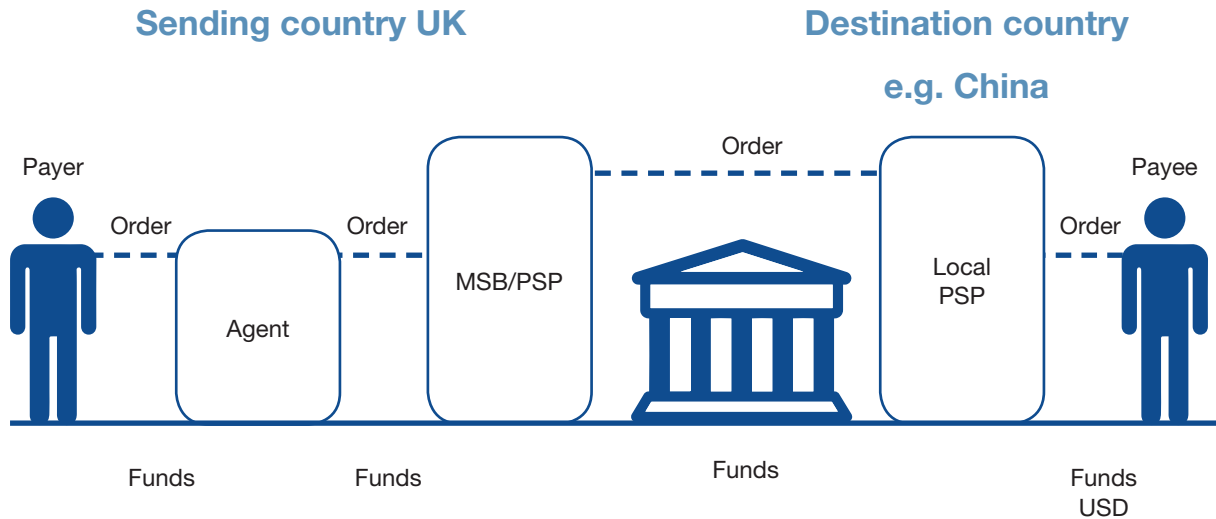 Sending country UK
Destination country
e.g. China
Payer
Order
Agent
Order
MSB/PSP
Order
Local
PSP
Order
Payee
Funds
Funds
Funds
Funds
USD